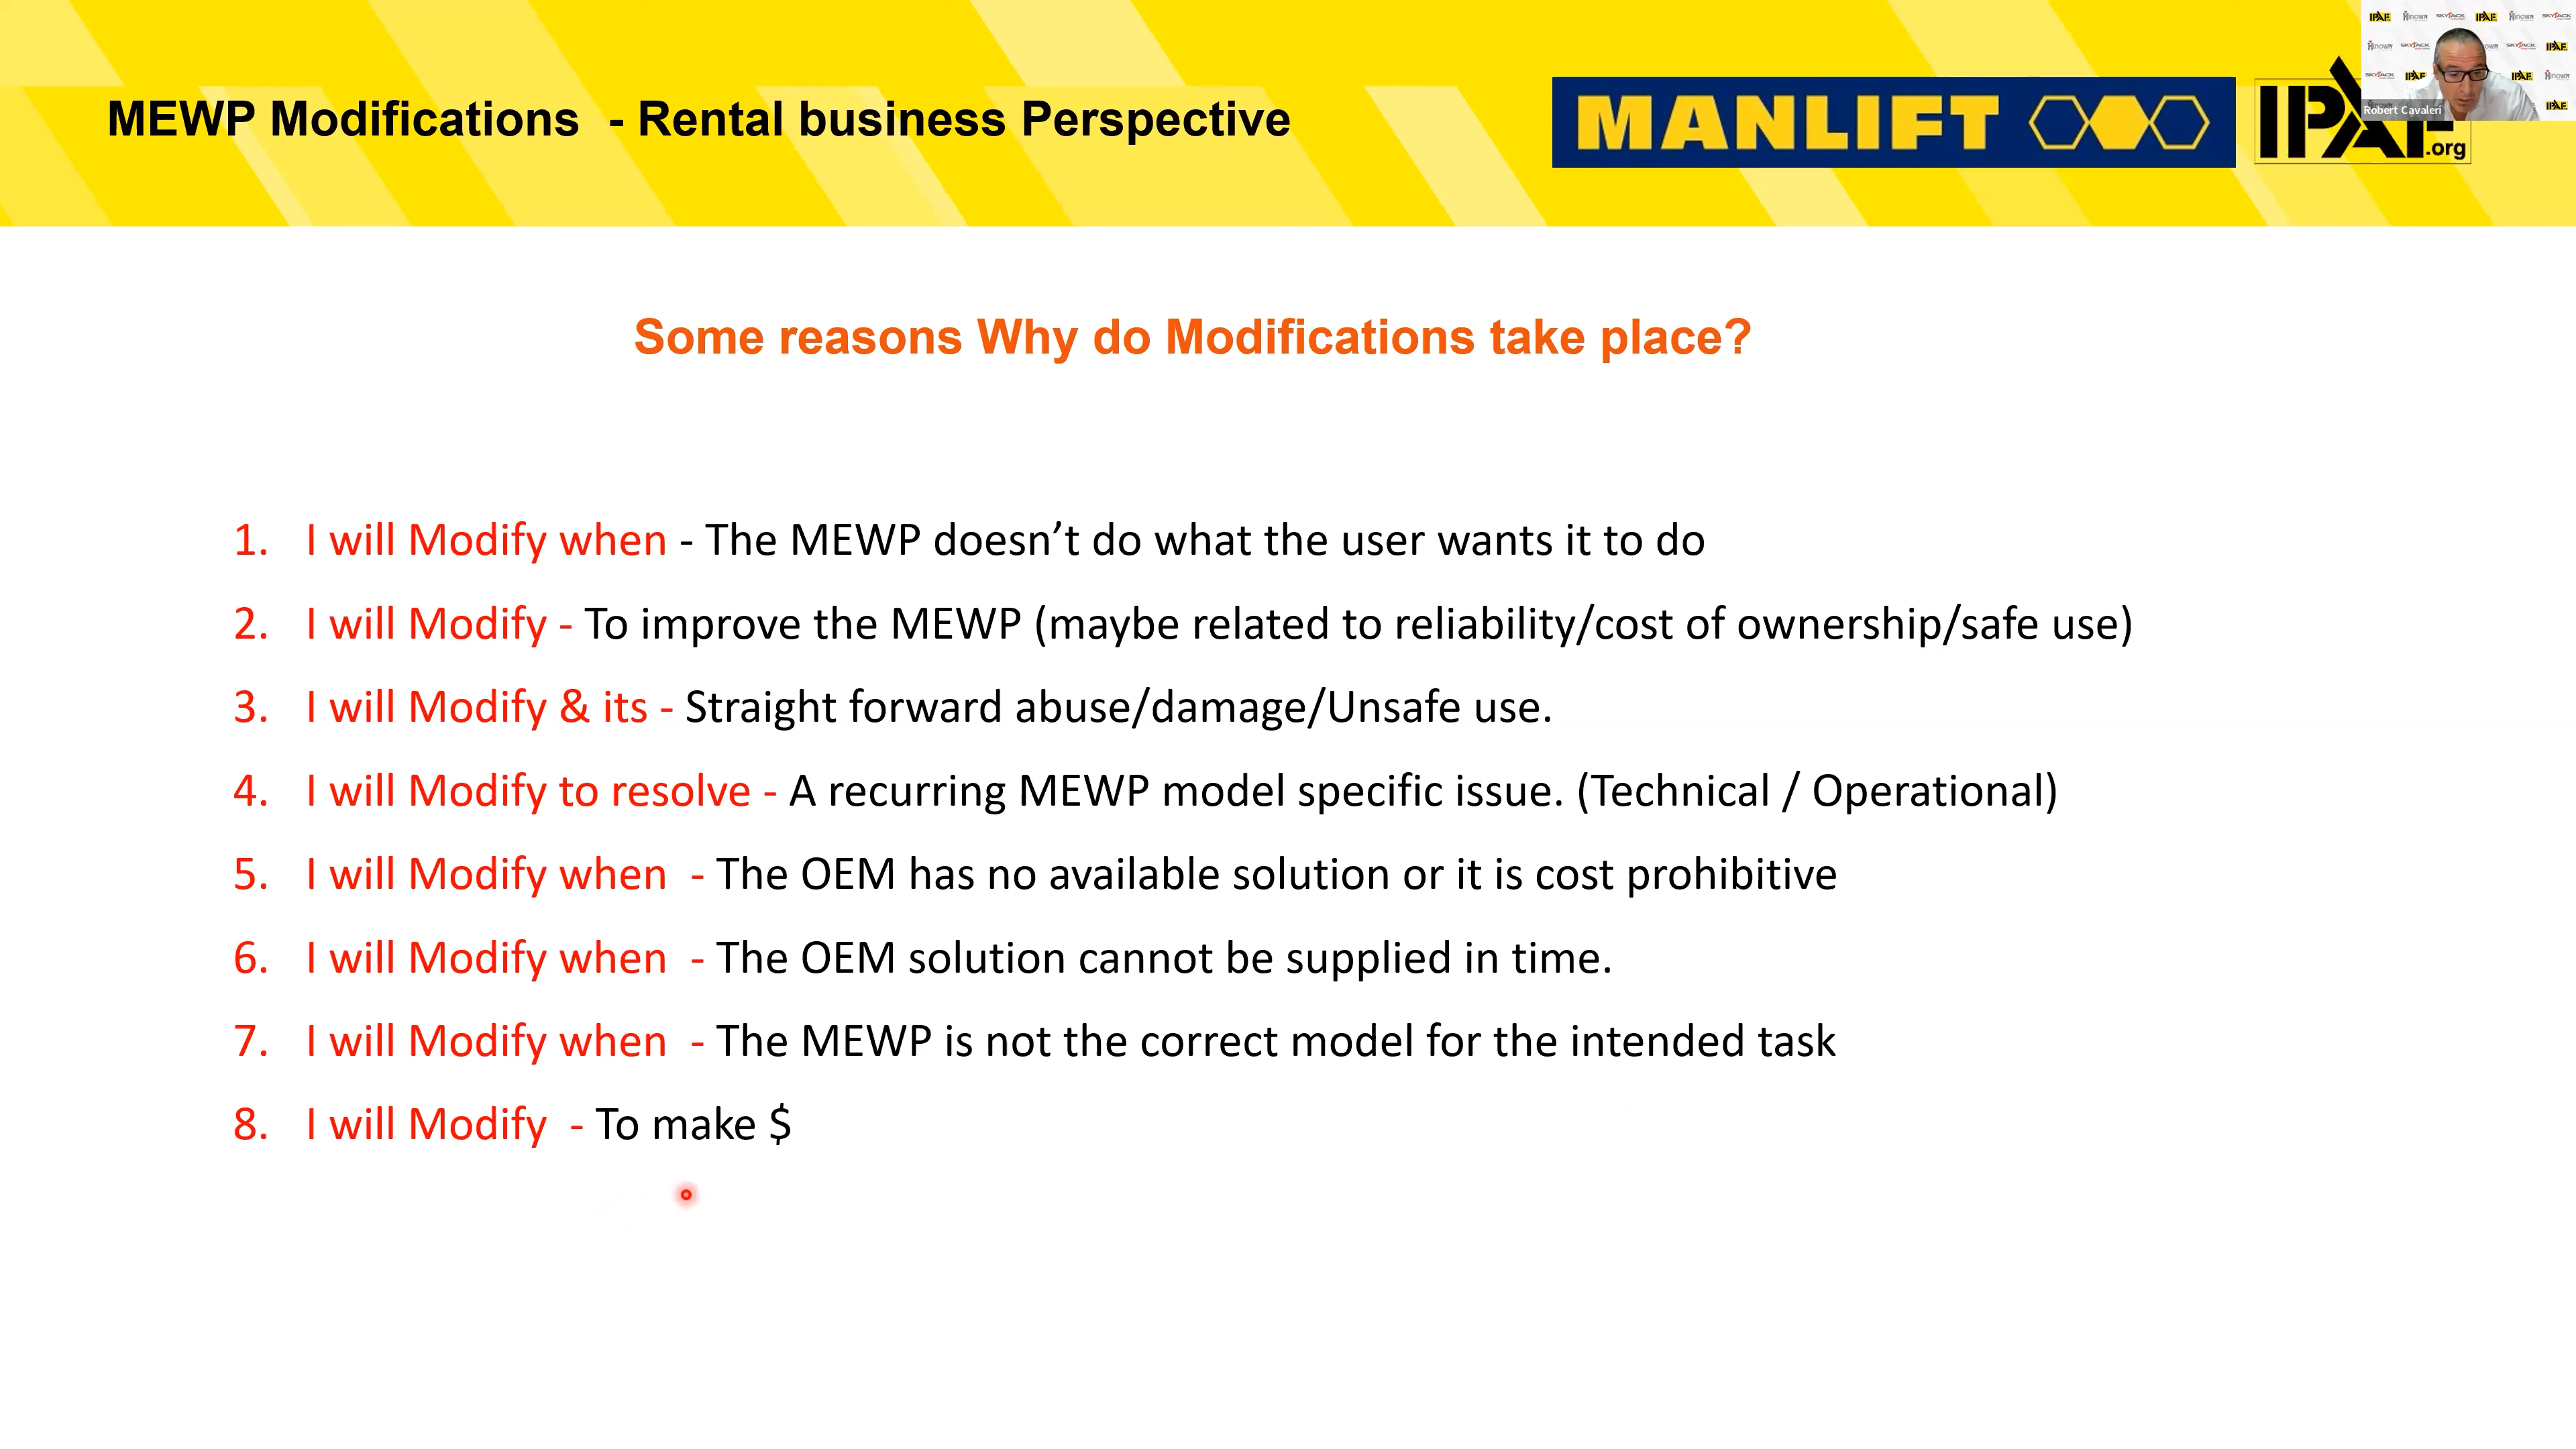 MEWP Modifications - Rental business Perspective
MANLIFT
IPAF.org
Robert Cavaleri
Some reasons Why do Modifications take place?
1. I will Modify when - The MEWP doesn’t do what the user wants it to do
2. I will Modify - To improve the MEWP (maybe related to reliability/cost of ownership/safe use)
3. I will Modify & its - Straight forward abuse/damage/Unsafe use.
4. I will Modify to resolve - A recurring MEWP model specific issue. (Technical / Operational)
5. I will Modify when - The OEM has no available solution or it is cost prohibitive
6. I will Modify when - The OEM solution cannot be supplied in time.
7. I will Modify when - The MEWP is not the correct model for the intended task
8. I will Modify - To make $